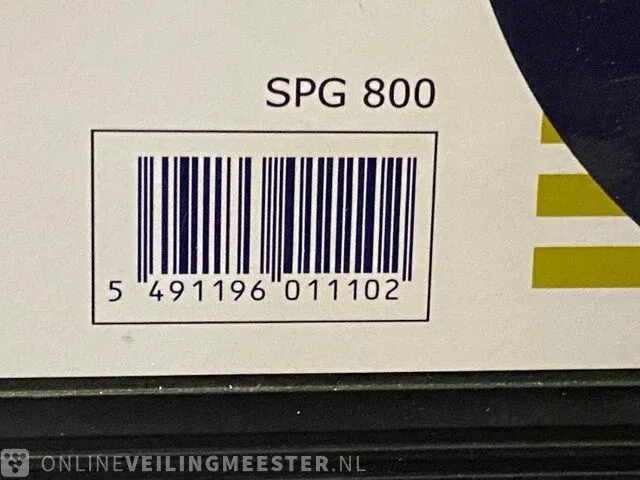 SPG 800
5 491196 011102
ONLINEVEILINGMEESTER.NL